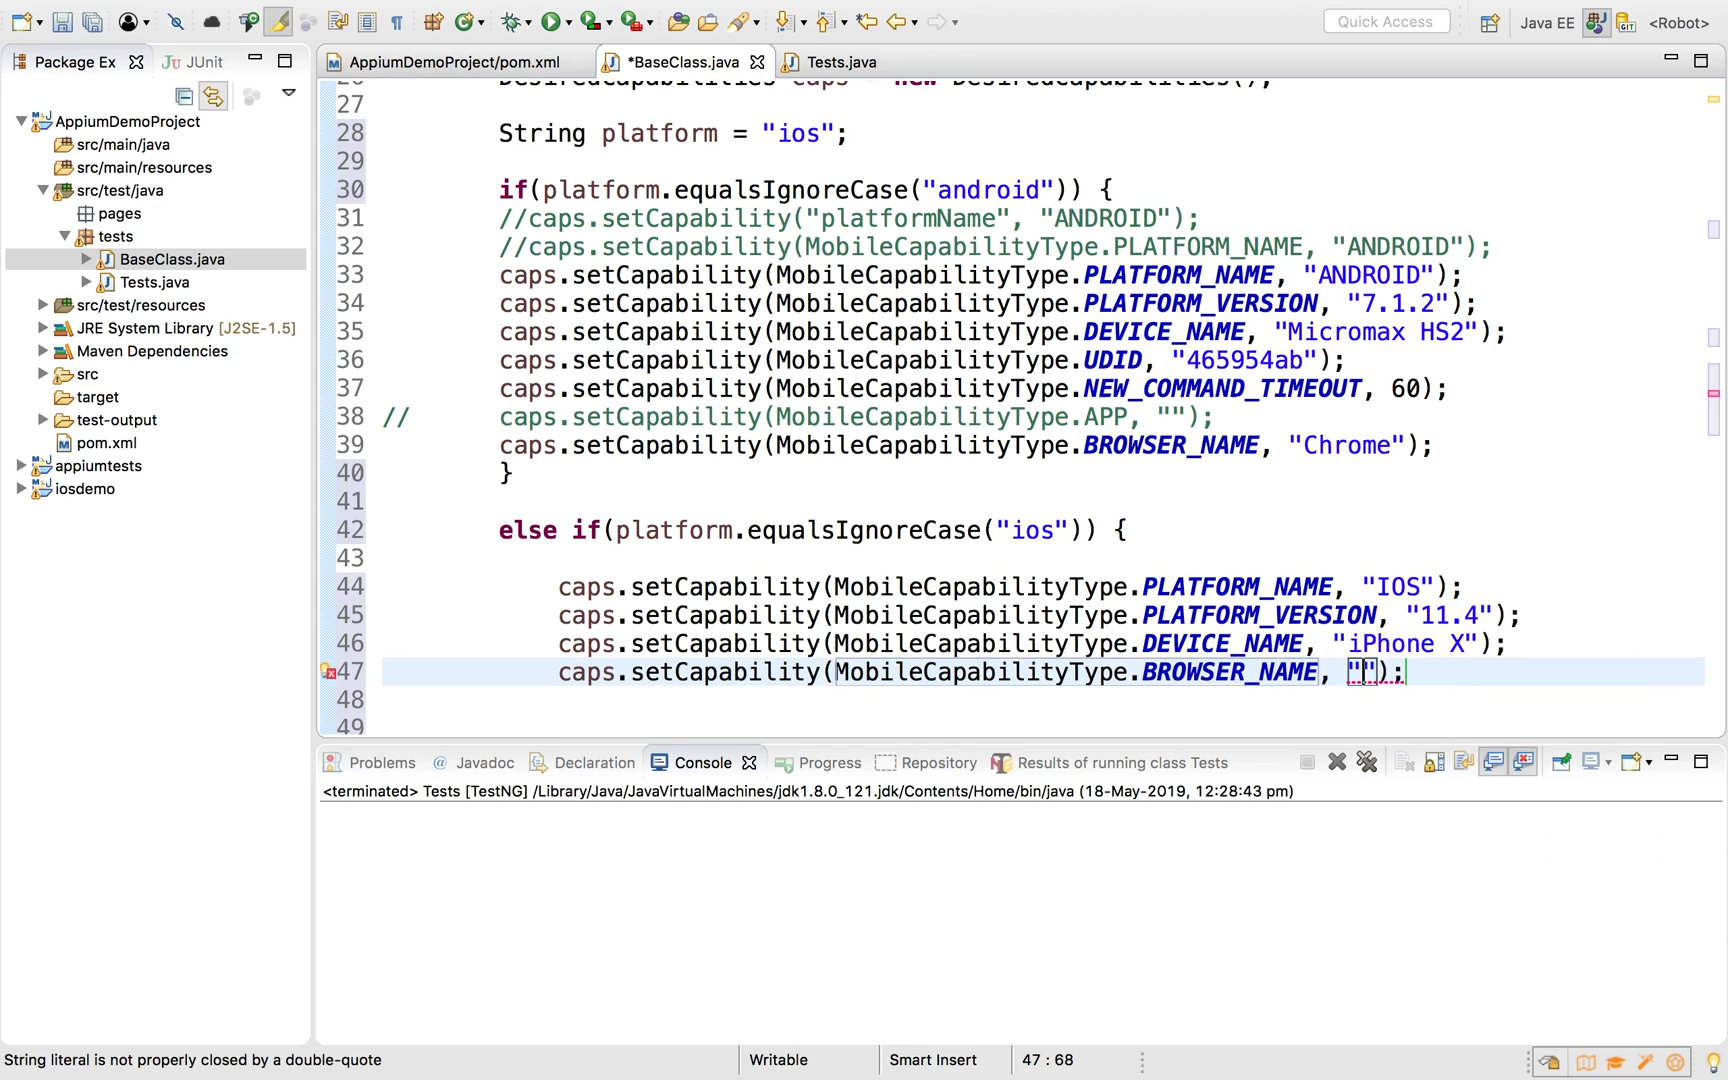 Quick Access
Java EE
<Robot>
Package Ex
JUnit
AppiumDemoProject/pom.xml
*BaseClass.java
Tests.java
AppiumDemoProject
src/main/java
src/main/resources
src/test/java
pages
tests
BaseClass.java
Tests.java
src/test/resources
JRE System Library [J2SE-1.5]
Maven Dependencies
src
target
test-output
pom.xml
appiumtests
iosdemo
26 DesiredCapabilities caps = new DesiredCapabilities();
27
28 String platform = "ios";
29
30 if(platform.equalsIgnoreCase("android")) {
31 //caps.setCapability("platformName", "ANDROID");
32 //caps.setCapability(MobileCapabilityType.PLATFORM_NAME, "ANDROID");
33 caps.setCapability(MobileCapabilityType.PLATFORM_NAME, "ANDROID");
34 caps.setCapability(MobileCapabilityType.PLATFORM_VERSION, "7.1.2");
35 caps.setCapability(MobileCapabilityType.DEVICE_NAME, "Micromax HS2");
36 caps.setCapability(MobileCapabilityType.UDID, "465954ab");
37 caps.setCapability(MobileCapabilityType.NEW_COMMAND_TIMEOUT, 60);
38 // caps.setCapability(MobileCapabilityType.APP, "");
39 caps.setCapability(MobileCapabilityType.BROWSER_NAME, "Chrome");
40 }
41
42 else if(platform.equalsIgnoreCase("ios")) {
43
44 caps.setCapability(MobileCapabilityType.PLATFORM_NAME, "IOS");
45 caps.setCapability(MobileCapabilityType.PLATFORM_VERSION, "11.4");
46 caps.setCapability(MobileCapabilityType.DEVICE_NAME, "iPhone X");
47 caps.setCapability(MobileCapabilityType.BROWSER_NAME, "");
48
49
Problems
@ Javadoc
Declaration
Console
Progress
Repository
Results of running class Tests
<terminated> Tests [TestNG] /Library/Java/JavaVirtualMachines/jdk1.8.0_121.jdk/Contents/Home/bin/java (18-May-2019, 12:28:43 pm)
String literal is not properly closed by a double-quote
Writable
Smart Insert
47 : 68